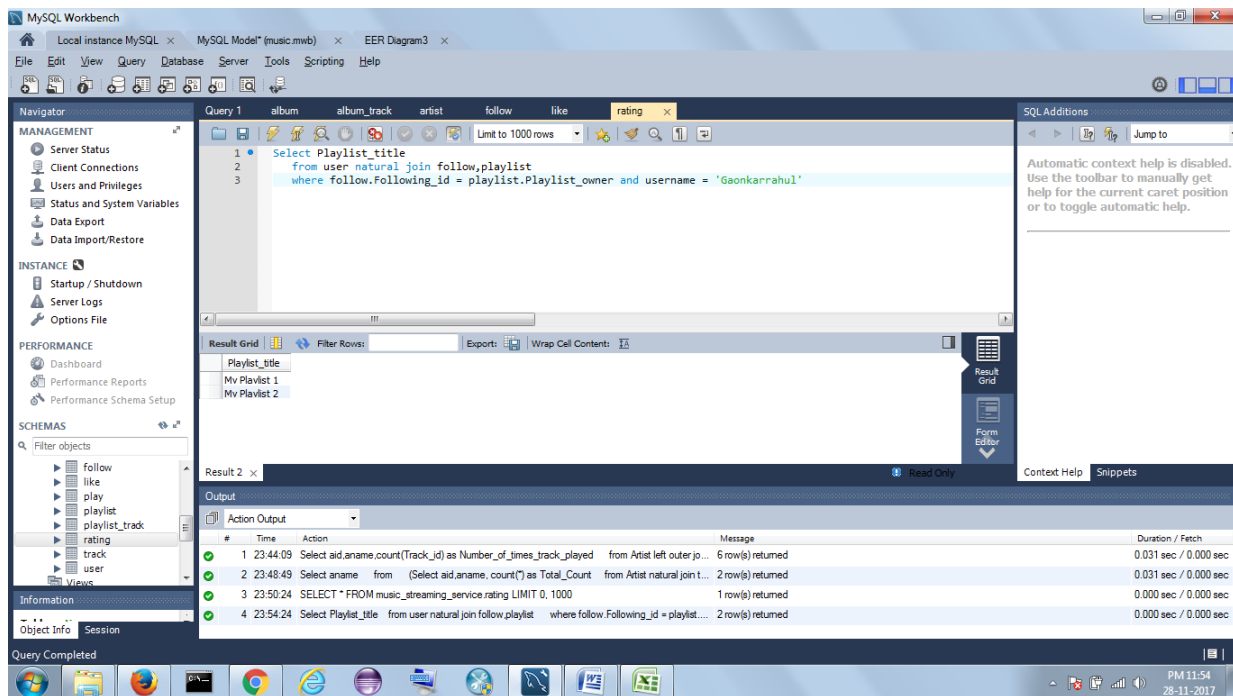 MySQL Workbench
Local instance MySQL × MySQL Model* (music.mwb) × EER Diagram3 ×
File Edit View Query Database Server Tools Scripting Help
Navigator
MANAGEMENT
Server Status
Client Connections
Users and Privileges
Status and System Variables
Data Export
Data Import/Restore
INSTANCE
Startup / Shutdown
Server Logs
Options File
PERFORMANCE
Dashboard
Performance Reports
Performance Schema Setup
SCHEMAS
Filter objects
follow
like
play
playlist
playlist_track
rating
track
user
Views
Information
Object Info Session
Query 1 album album_track artist follow like rating ×
Limit to 1000 rows
1 Select Playlist_title
2 from user natural join follow,playlist
3 where follow.Following_id = playlist.Playlist_owner and username = 'Gaonkarrahul'
Result Grid Filter Rows: Export: Wrap Cell Content:
Playlist_title
My Playlist 1
My Playlist 2
Result Grid
Form Editor
Result 2 × Read Only
SQL Additions
Jump to
Automatic context help is disabled.
Use the toolbar to manually get
help for the current caret position
or to toggle automatic help.
Context Help Snippets
Output
Action Output
# Time Action Message Duration / Fetch
1 23:44:09 Select aid,aname,count(Track_id) as Number_of_times_track_played from Artist left outer jo... 6 row(s) returned 0.031 sec / 0.000 sec
2 23:48:49 Select aname from (Select aid,aname, count(*) as Total_Count from Artist natural join t... 2 row(s) returned 0.031 sec / 0.000 sec
3 23:50:24 SELECT * FROM music_streaming_service.rating LIMIT 0, 1000 1 row(s) returned 0.000 sec / 0.000 sec
4 23:54:24 Select Playlist_title from user natural join follow,playlist where follow.Following_id = playlist.... 2 row(s) returned 0.000 sec / 0.000 sec
Query Completed
PM 11:54
28-11-2017